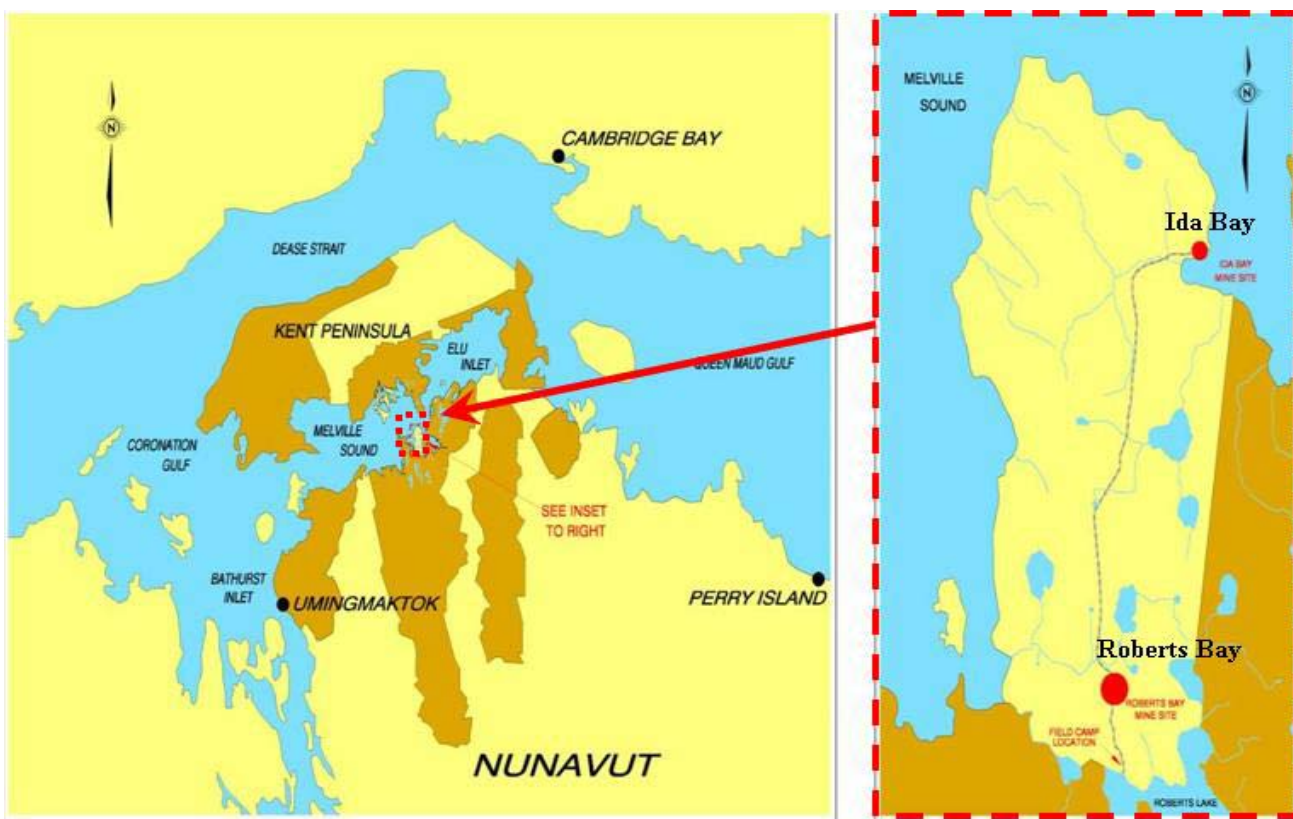 N
CAMBRIDGE BAY
DEASE STRAIT
KENT PENINSULA
ELU
INLET
QUEEN MAUD GULF
MELVILLE
SOUND
CORONATION
GULF
SEE INSET
TO RIGHT
BATHURST
INLET
UMINGMAKTOK
PERRY ISLAND
NUNAVUT
MELVILLE
SOUND
N
Ida Bay
IDA BAY
MINE SITE
Roberts Bay
ROBERTS BAY
MINE SITE
FIELD CAMP
LOCATION
ROBERTS LAKE